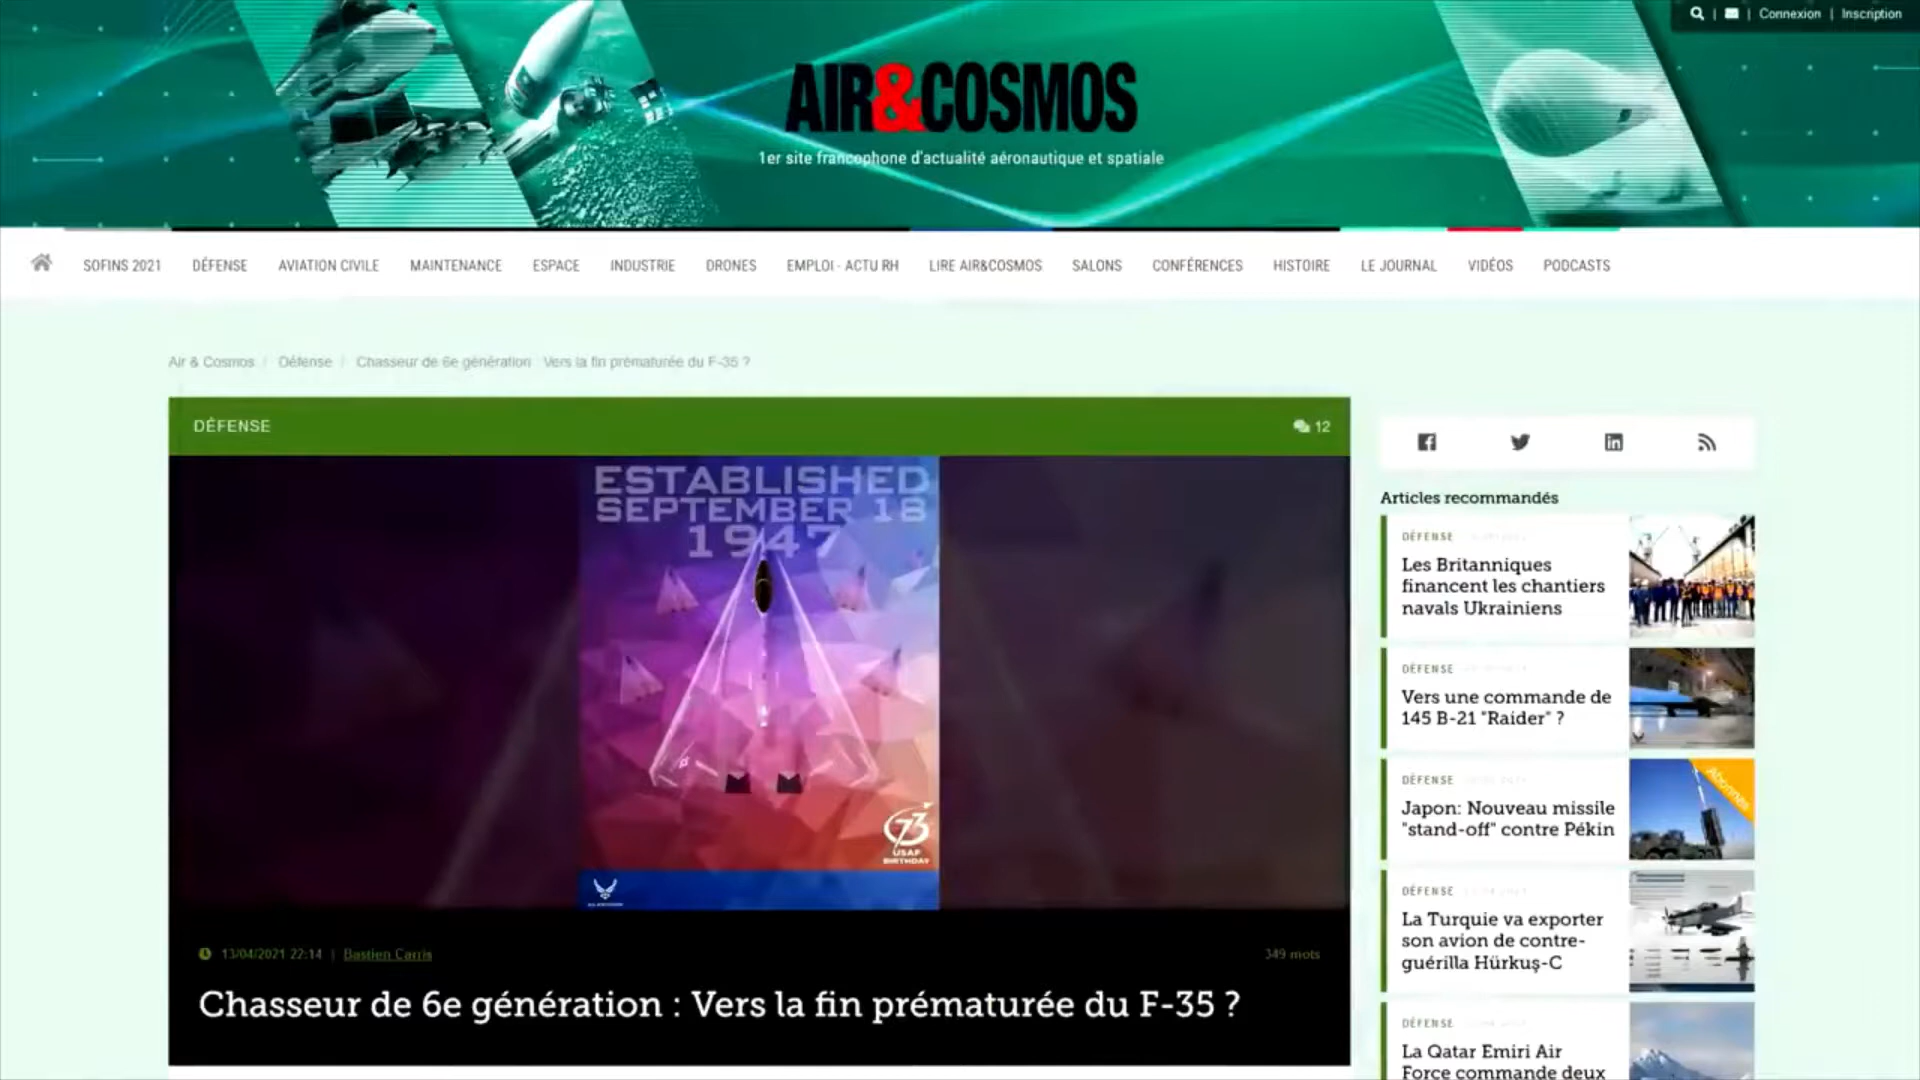 Connexion | Inscription
AIR&COSMOS
1er site francophone d'actualité aéronautique et spatiale
SOFINS 2021 DÉFENSE AVIATION CIVILE MAINTENANCE ESPACE INDUSTRIE DRONES EMPLOI - ACTU RH LIRE AIR&COSMOS SALONS CONFÉRENCES HISTOIRE LE JOURNAL VIDÉOS PODCASTS
Air & Cosmos / Défense / Chasseur de 6e génération : Vers la fin prématurée du F-35 ?
DÉFENSE
12
ESTABLISHED
SEPTEMBER 18
1947
73
USAF
BIRTHDAY
13/04/2021 22:14 | Bastien Carris
349 mots
Chasseur de 6e génération : Vers la fin prématurée du F-35 ?
Articles recommandés
DÉFENSE
Les Britanniques
financent les chantiers
navals Ukrainiens
DÉFENSE
Vers une commande de
145 B-21 "Raider" ?
DÉFENSE
Japon: Nouveau missile
"stand-off" contre Pékin
Abonnés
DÉFENSE
La Turquie va exporter
son avion de contre-
guérilla Hürkuş-C
DÉFENSE
La Qatar Emiri Air
Force commande deux